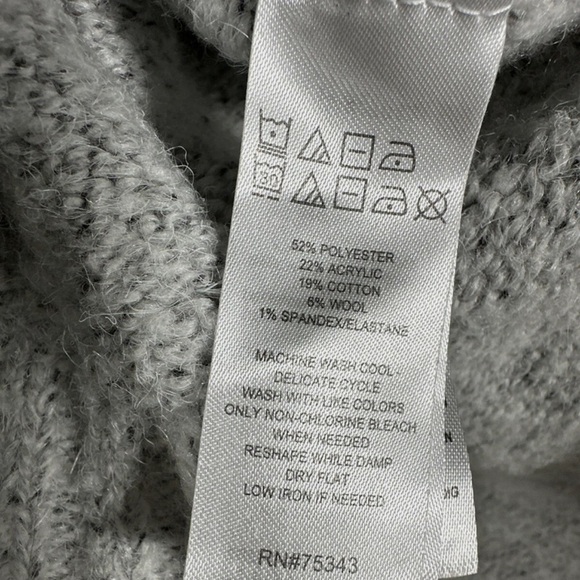 52% POLYESTER
22% ACRYLIC
19% COTTON
6% WOOL
1% SPANDEX/ELASTANE
MACHINE WASH COOL
DELICATE CYCLE
WASH WITH LIKE COLORS
ONLY NON-CHLORINE BLEACH
WHEN NEEDED
RESHAPE WHILE DAMP
DRY FLAT
LOW IRON IF NEEDED
RN#75343